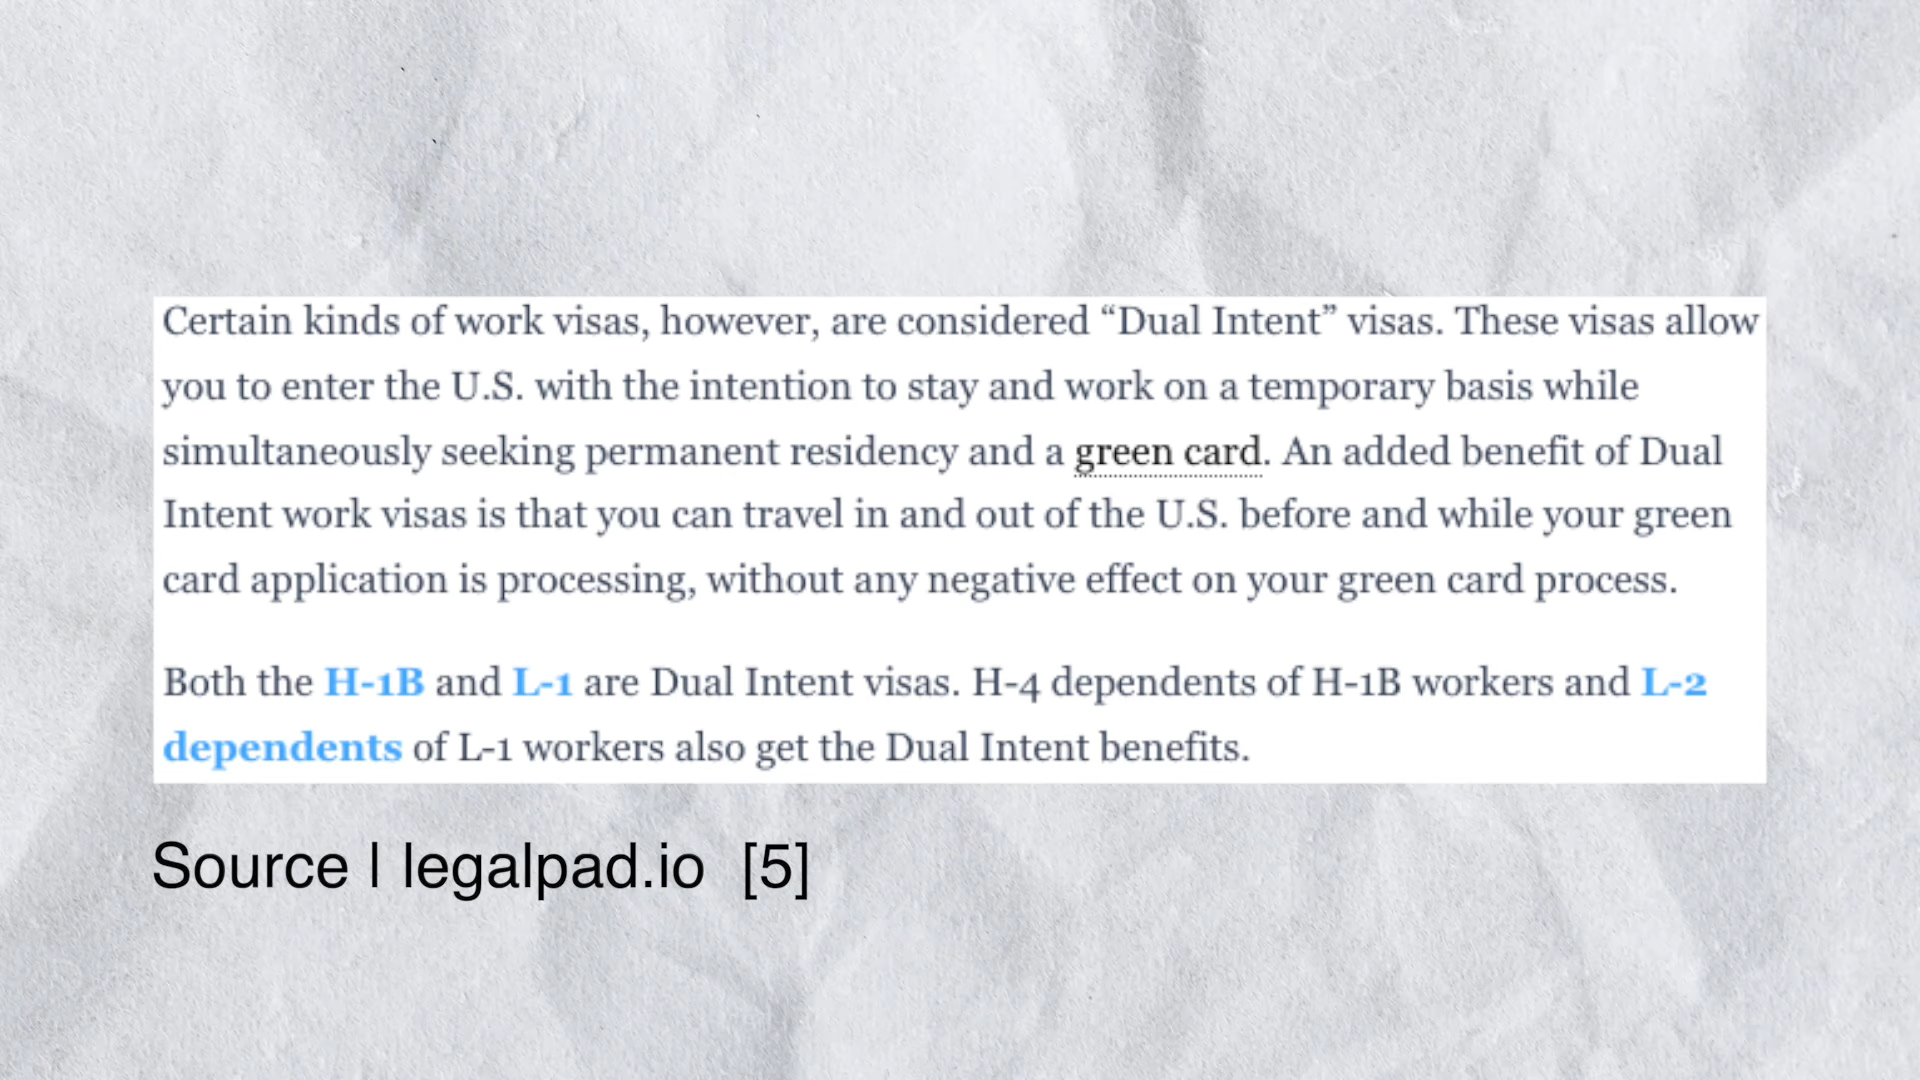 Certain kinds of work visas, however, are considered “Dual Intent” visas. These visas allow
you to enter the U.S. with the intention to stay and work on a temporary basis while
simultaneously seeking permanent residency and a green card. An added benefit of Dual
Intent work visas is that you can travel in and out of the U.S. before and while your green
card application is processing, without any negative effect on your green card process.
Both the H-1B and L-1 are Dual Intent visas. H-4 dependents of H-1B workers and L-2
dependents of L-1 workers also get the Dual Intent benefits.
Source | legalpad.io [5]